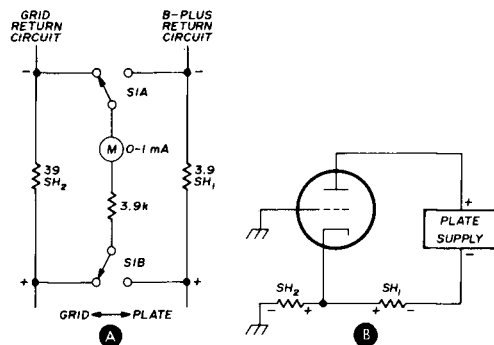 GRID
RETURN
CIRCUIT
B-PLUS
RETURN
CIRCUIT
- -
S1A
M 0-1 mA
39
SH2
3.9
SH1
3.9k
S1B
+ +
GRID ↔ PLATE
A
+
PLATE
SUPPLY
-
SH2
- +
SH1
+ -
B